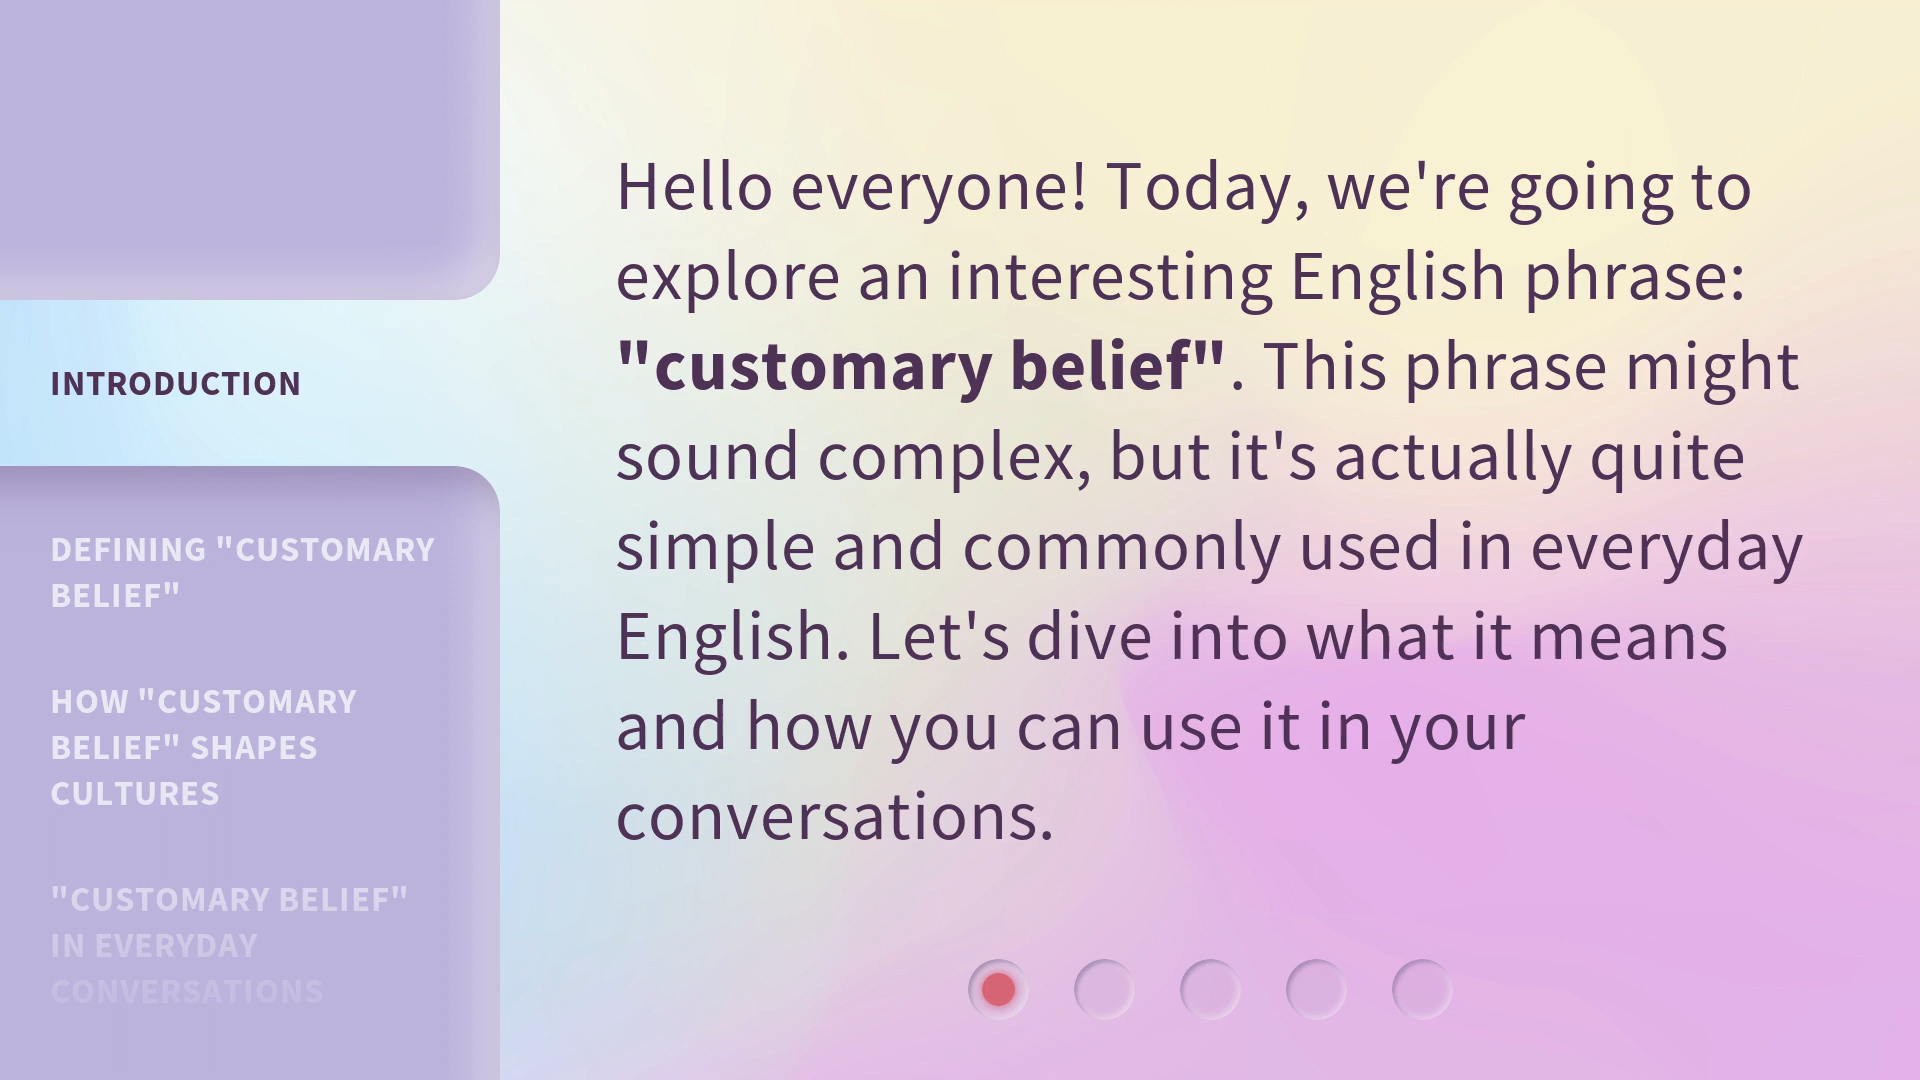 INTRODUCTION
DEFINING "CUSTOMARY
BELIEF"
HOW "CUSTOMARY
BELIEF" SHAPES
CULTURES
"CUSTOMARY BELIEF"
IN EVERYDAY
CONVERSATIONS
Hello everyone! Today, we're going to
explore an interesting English phrase:
"customary belief". This phrase might
sound complex, but it's actually quite
simple and commonly used in everyday
English. Let's dive into what it means
and how you can use it in your
conversations.